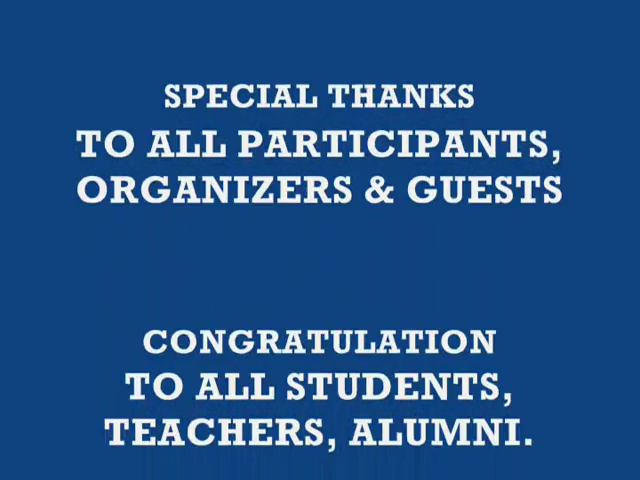 SPECIAL THANKS
TO ALL PARTICIPANTS,
ORGANIZERS & GUESTS
CONGRATULATION
TO ALL STUDENTS,
TEACHERS, ALUMNI.